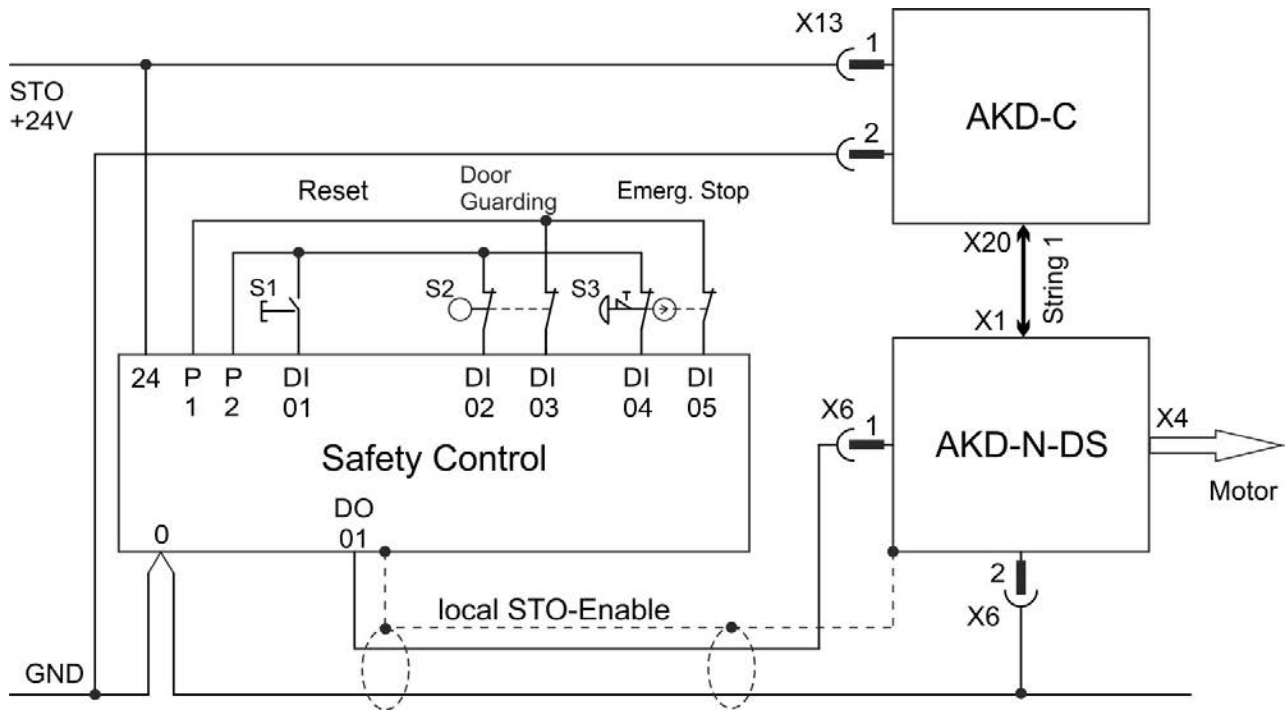 X13
1
STO
+24V
AKD-C
2
Reset
Door
Guarding
Emerg. Stop
X20
String 1
S1
S2
S3
X1
24
P
1
P
2
DI
01
DI
02
DI
03
DI
04
DI
05
X6
1
AKD-N-DS
X4
Safety Control
Motor
0
DO
01
2
X6
local STO-Enable
GND